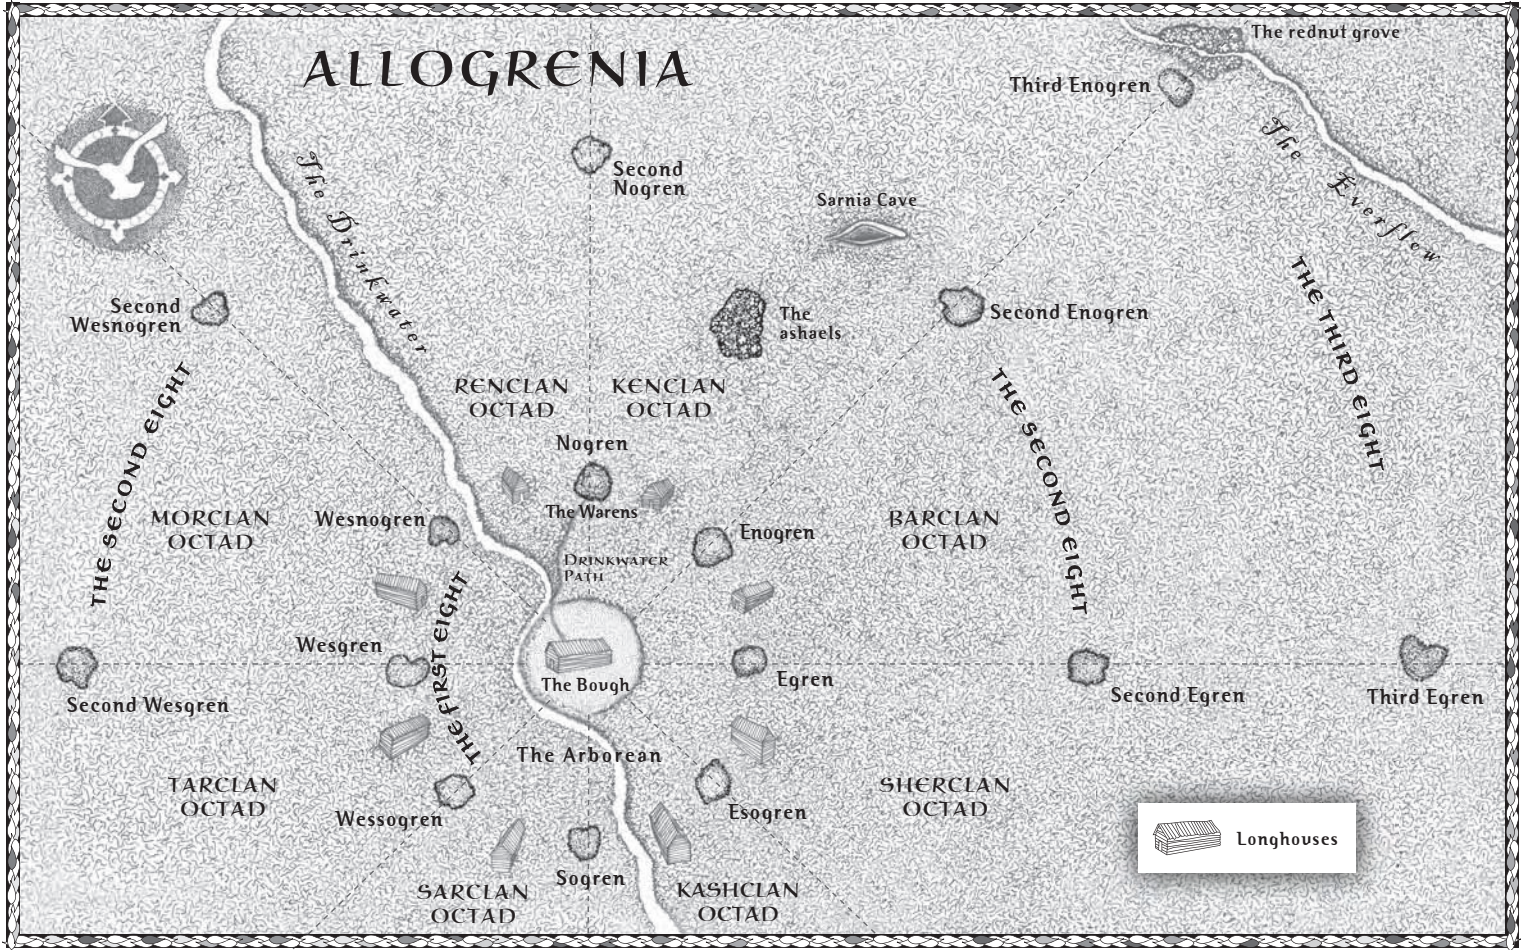 The rednut grove
ALLOGRENIA
Third Enogren
The Everflow
The Drinkwater
Second
Nogren
Sarnia Cave
Second
Wesnogren
The
ashaels
Second Enogren
THE THIRD EIGHT
THE SECOND EIGHT
RENCLAN
OCTAD
KENCLAN
OCTAD
THE SECOND EIGHT
Nogren
The Warens
MORCLAN
OCTAD
Wesnogren
Enogren
BARCLAN
OCTAD
DRINKWATER
PATH
THE FIRST EIGHT
Wesgren
The Bough
Egren
Second Wesgren
Second Egren
Third Egren
The Arborean
TARCLAN
OCTAD
Wessogren
Esogren
SHERCLAN
OCTAD
Longhouses
Sogren
SARCLAN
OCTAD
KASHCLAN
OCTAD